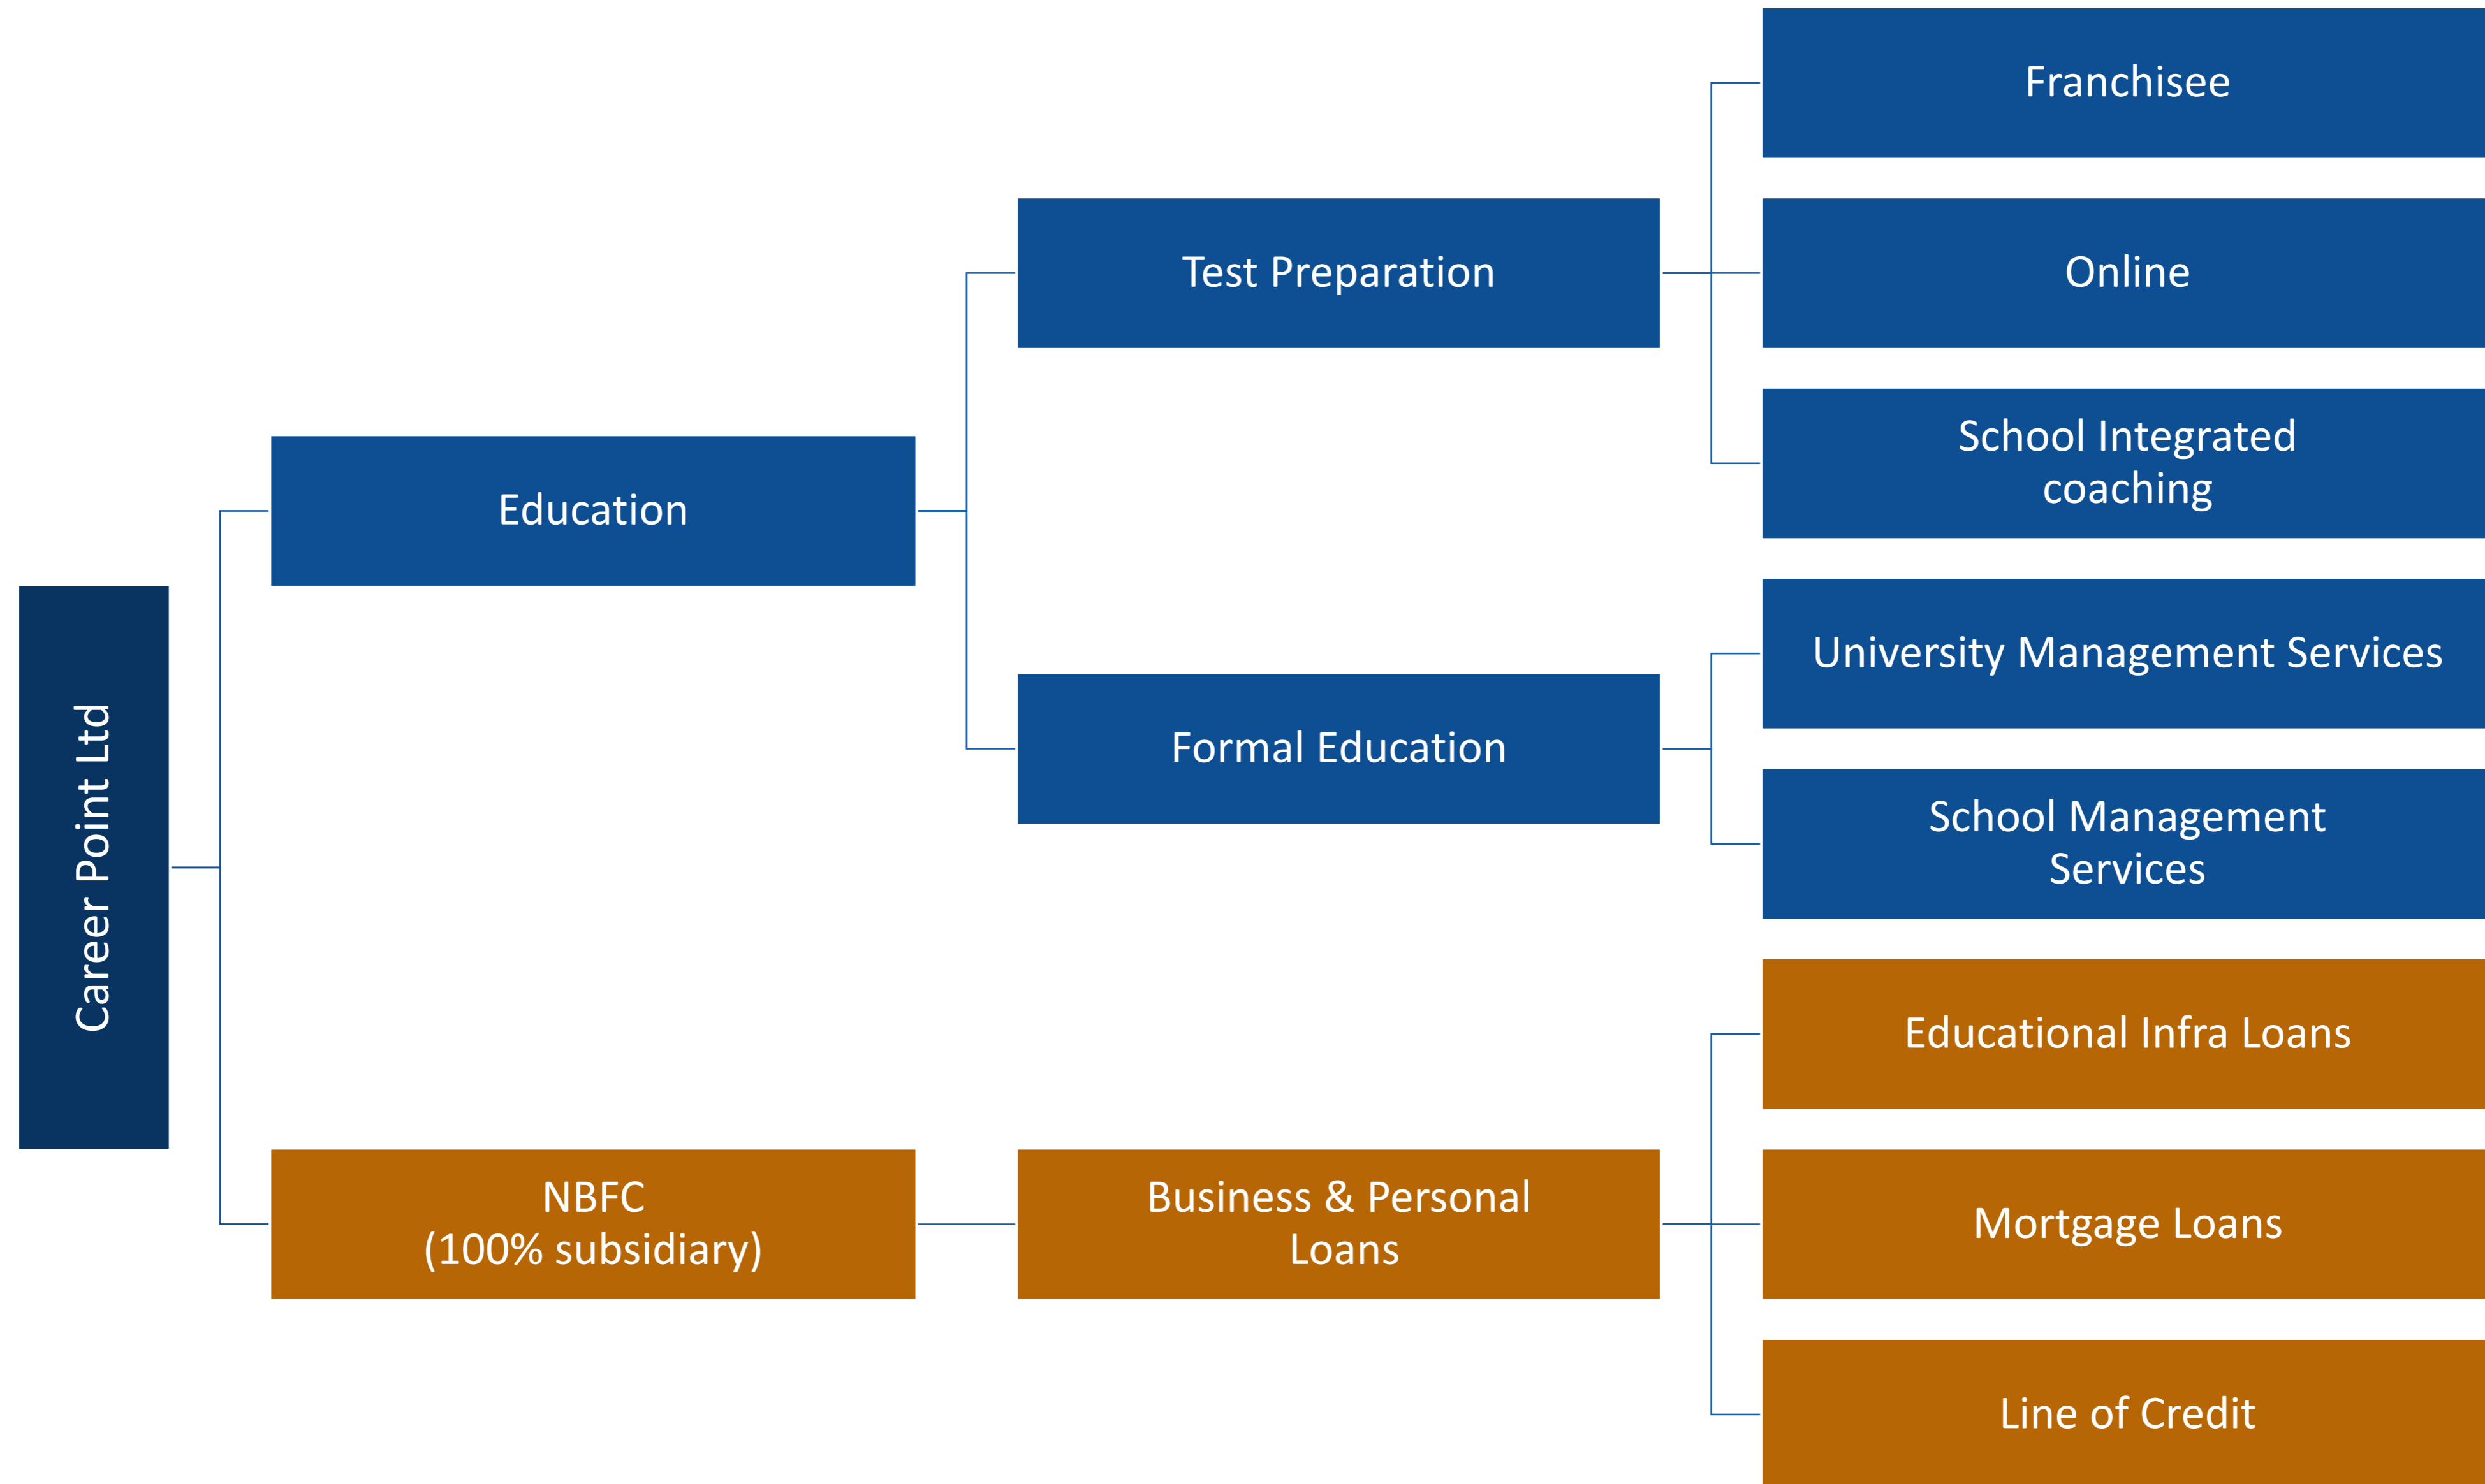 Career Point Ltd
Education
Test Preparation
Franchisee
Online
School Integrated
coaching
Formal Education
University Management Services
School Management
Services
NBFC
(100% subsidiary)
Business & Personal
Loans
Educational Infra Loans
Mortgage Loans
Line of Credit